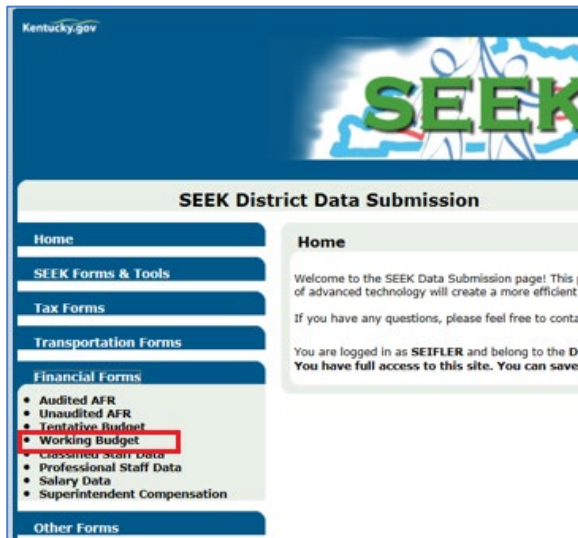 Kentucky.gov
SEEK
SEEK District Data Submission
Home
SEEK Forms & Tools
Tax Forms
Transportation Forms
Financial Forms
• Audited AFR
• Unaudited AFR
• Tentative Budget
• Working Budget
• Classified Staff Data
• Professional Staff Data
• Salary Data
• Superintendent Compensation
Other Forms
Home
Welcome to the SEEK Data Submission page! This
of advanced technology will create a more efficient
If you have any questions, please feel free to conta
You are logged in as SEIFLER and belong to the D
You have full access to this site. You can save